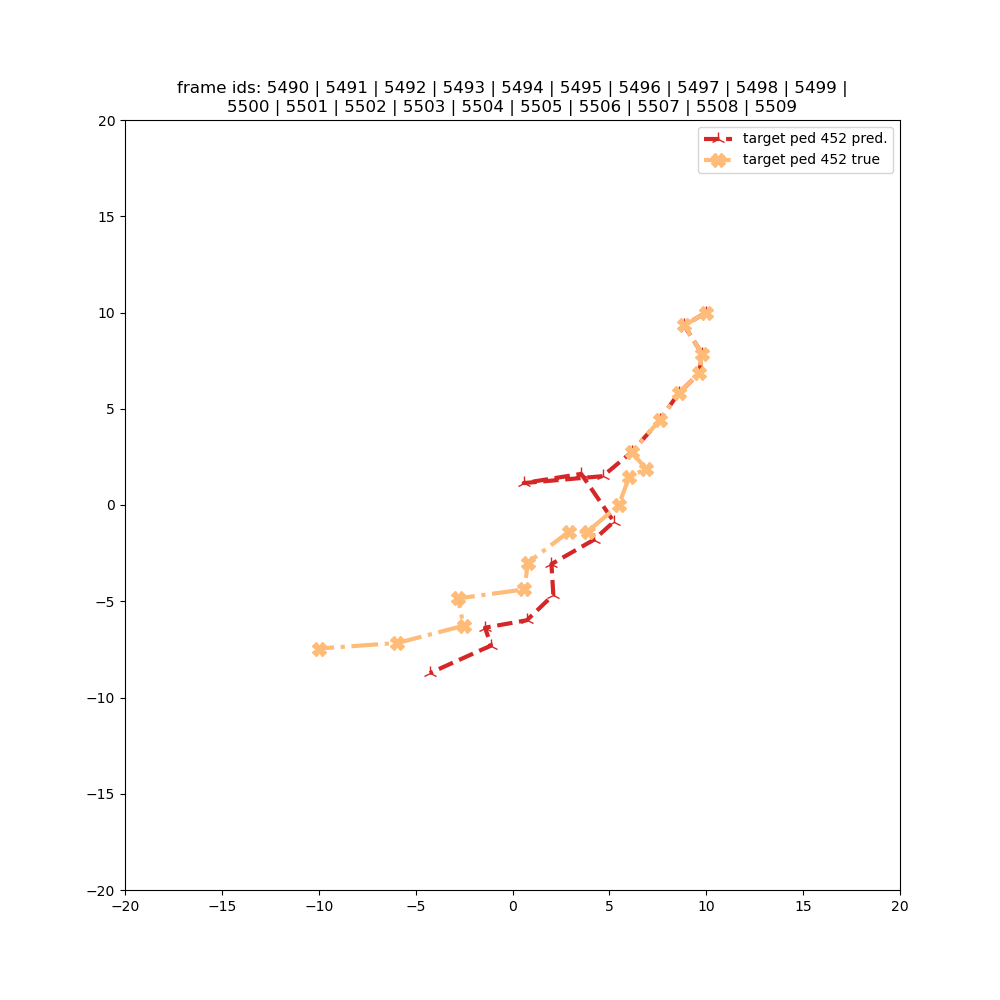 frame ids: 5490 | 5491 | 5492 | 5493 | 5494 | 5495 | 5496 | 5497 | 5498 | 5499 |
5500 | 5501 | 5502 | 5503 | 5504 | 5505 | 5506 | 5507 | 5508 | 5509
target ped 452 pred.
target ped 452 true
20
15
10
5
0
−5
−10
−15
−20
−20 −15 −10 −5 0 5 10 15 20